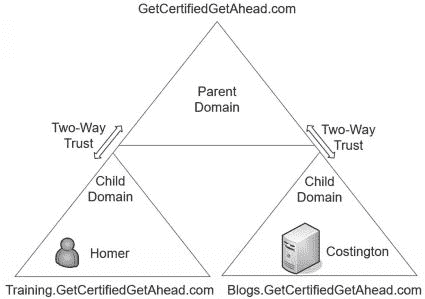 GetCertifiedGetAhead.com
Parent
Domain
Two-Way
Trust
Two-Way
Trust
Child
Domain
Child
Domain
Homer
Costington
Training.GetCertifiedGetAhead.com
Blogs.GetCertifiedGetAhead.com